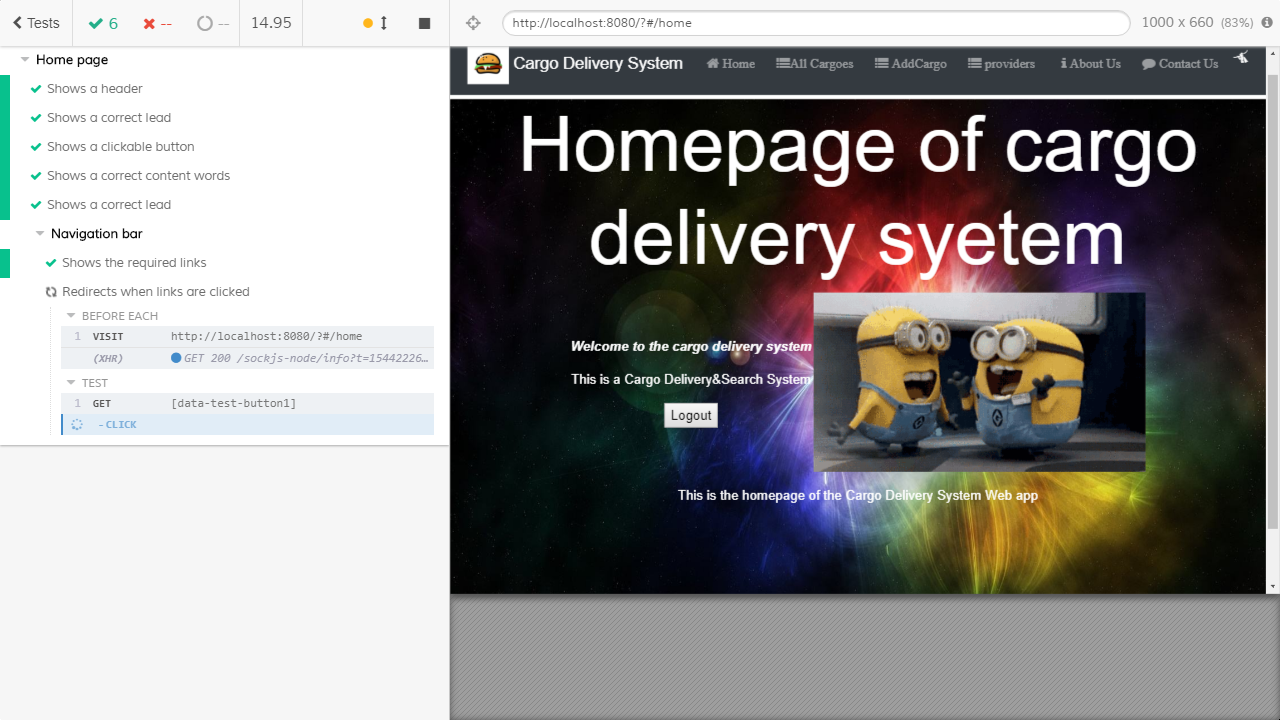 Tests 6 -- -- 14.95
http://localhost:8080/?#/home 1000 x 660 (83%)
Home page
Shows a header
Shows a correct lead
Shows a clickable button
Shows a correct content words
Shows a correct lead
Navigation bar
Shows the required links
Redirects when links are clicked
BEFORE EACH
1 VISIT http://localhost:8080/?#/home
(XHR) GET 200 /sockjs-node/info?t=15442226…
TEST
1 GET [data-test-button1]
-CLICK
Cargo Delivery System Home All Cargoes AddCargo providers About Us Contact Us
Homepage of cargo
delivery syetem
Welcome to the cargo delivery system
This is a Cargo Delivery&Search System
Logout
This is the homepage of the Cargo Delivery System Web app